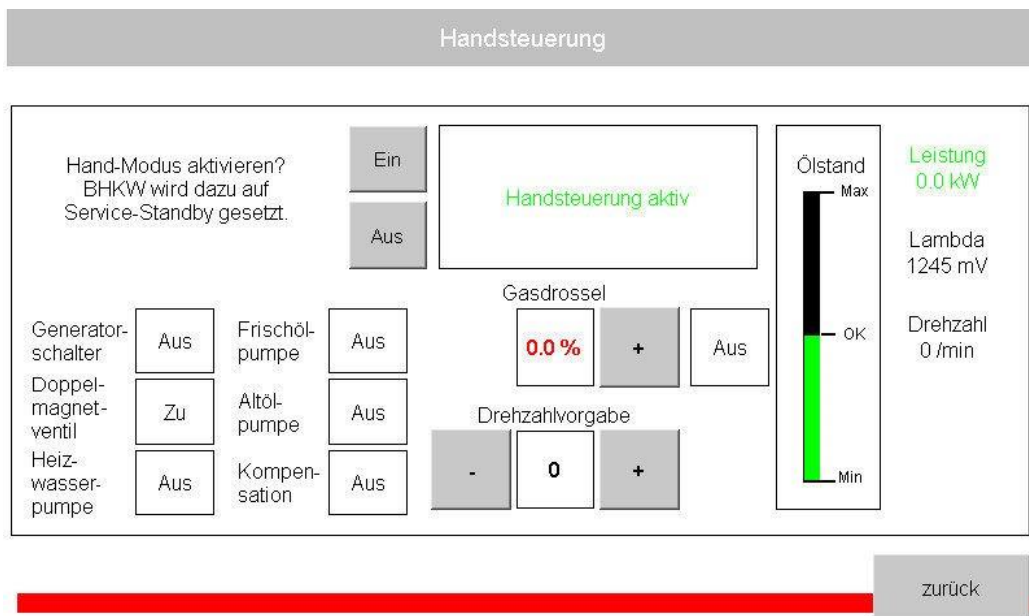 Handsteuerung
Hand-Modus aktivieren?
BHKW wird dazu auf
Service-Standby gesetzt.
Ein
Aus
Handsteuerung aktiv
Ölstand
Max
OK
Min
Leistung
0.0 kW
Lambda
1245 mV
Drehzahl
0 /min
Generator-
schalter
Aus
Frischöl-
pumpe
Aus
Doppel-
magnet-
ventil
Zu
Altöl-
pumpe
Aus
Heiz-
wasser-
pumpe
Aus
Kompen-
sation
Aus
Gasdrossel
0.0 %
+
Aus
Drehzahlvorgabe
-
0
+
zurück